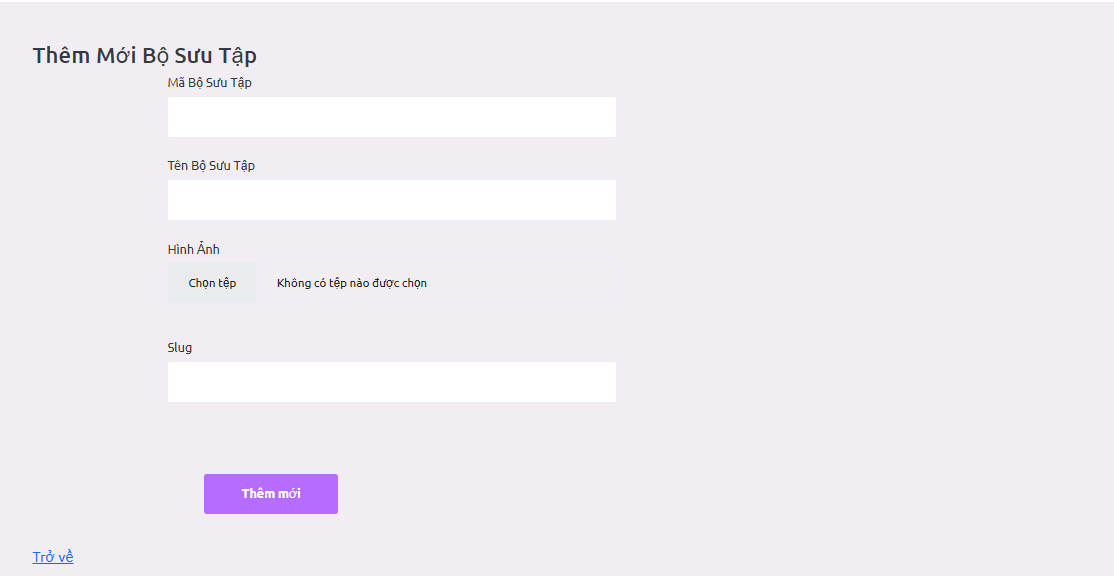 Thêm Mới Bộ Sưu Tập
Mã Bộ Sưu Tập
Tên Bộ Sưu Tập
Hình Ảnh
Chọn tệp Không có tệp nào được chọn
Slug
Thêm mới
Trở về